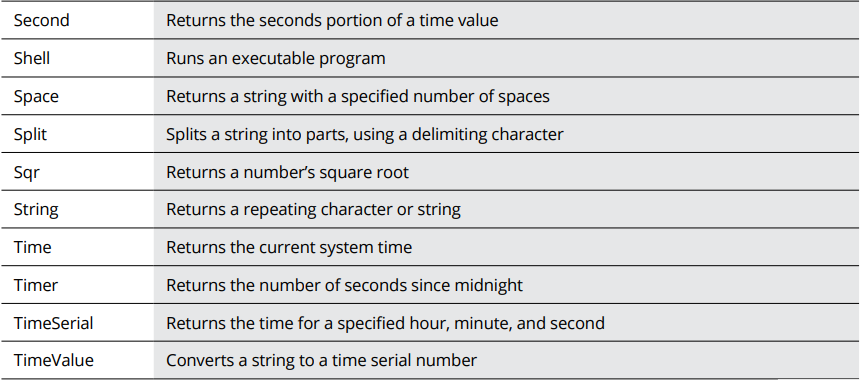 Second Returns the seconds portion of a time value
Shell Runs an executable program
Space Returns a string with a specified number of spaces
Split Splits a string into parts, using a delimiting character
Sqr Returns a number’s square root
String Returns a repeating character or string
Time Returns the current system time
Timer Returns the number of seconds since midnight
TimeSerial Returns the time for a specified hour, minute, and second
TimeValue Converts a string to a time serial number